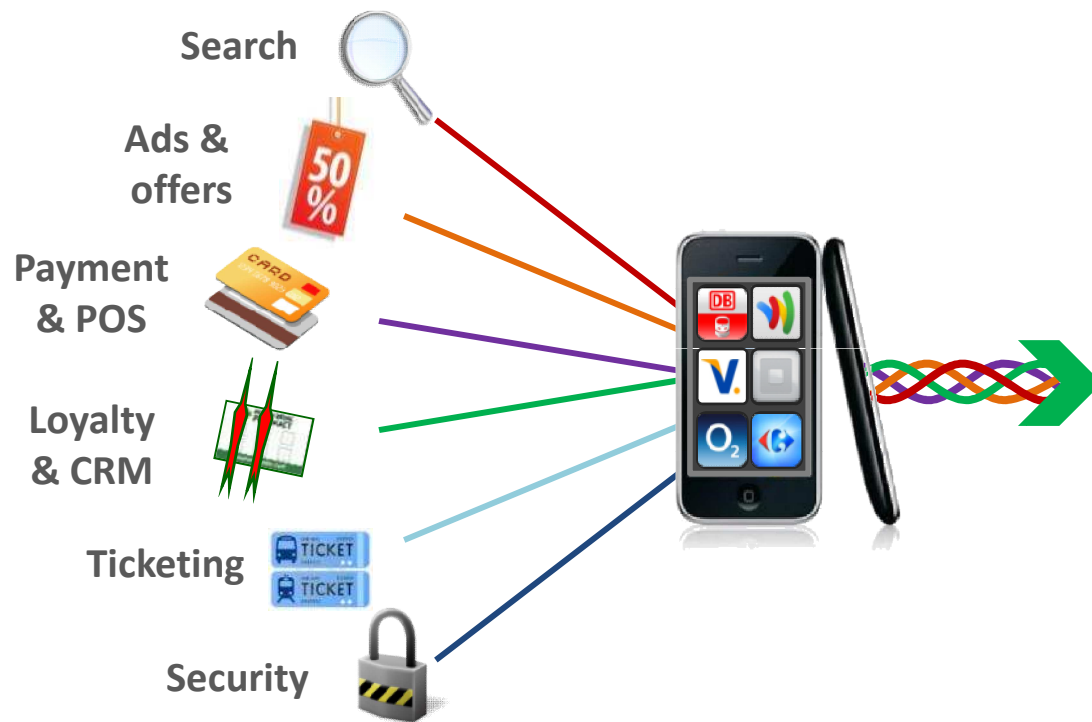 Search
Ads &
offers
50
%
CARD
Payment
& POS
Loyalty
& CRM
Ticketing
TICKET
TICKET
Security
DB
V.
O2